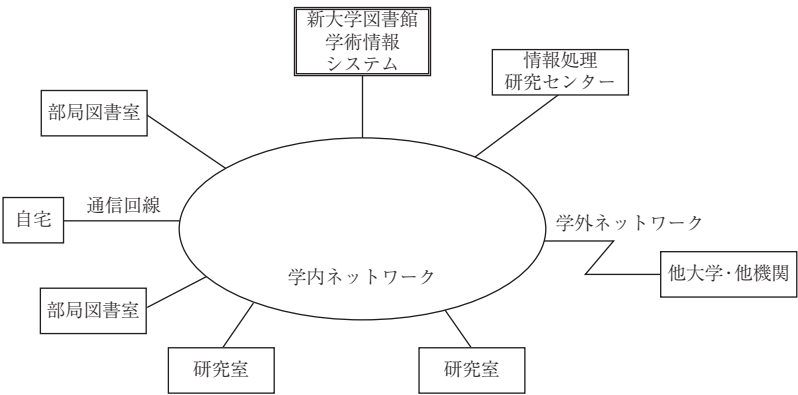 新大学図書館
学術情報
システム
情報処理
研究センター
部局図書室
自宅
通信回線
学外ネットワーク
他大学・他機関
学内ネットワーク
部局図書室
研究室
研究室